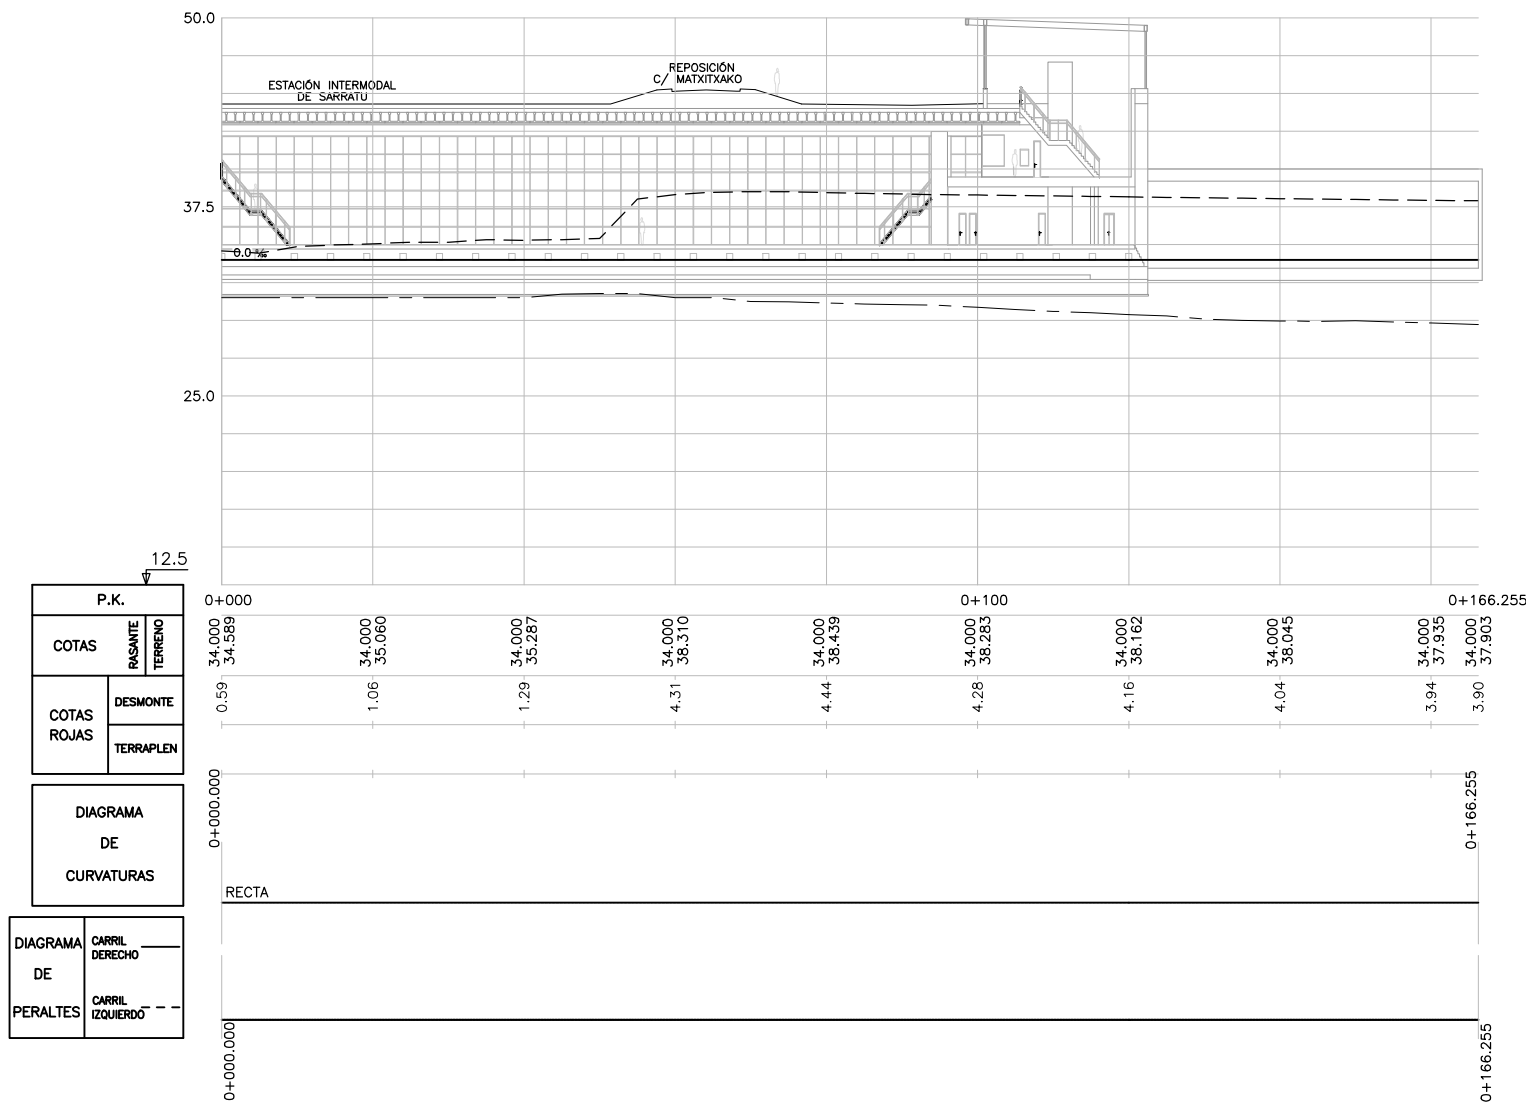 50.0
ESTACIÓN INTERMODAL
DE SARRATU
REPOSICIÓN
C/ MATXITXAKO
37.5
0.0 ‰
25.0
12.5
P.K.
0+000
0+100
0+166.255
COTAS
RASANTE
TERRENO
34.000
34.589
34.000
35.060
34.000
35.287
34.000
38.310
34.000
38.439
34.000
38.283
34.000
38.162
34.000
38.045
34.000
37.935
34.000
37.903
COTAS
ROJAS
DESMONTE
TERRAPLEN
0.59
1.06
1.29
4.31
4.44
4.28
4.16
4.04
3.94
3.90
DIAGRAMA
DE
CURVATURAS
0+000.000
0+166.255
RECTA
DIAGRAMA
DE
PERALTES
CARRIL
DERECHO
CARRIL
IZQUIERDO
0+000.000
0+166.255